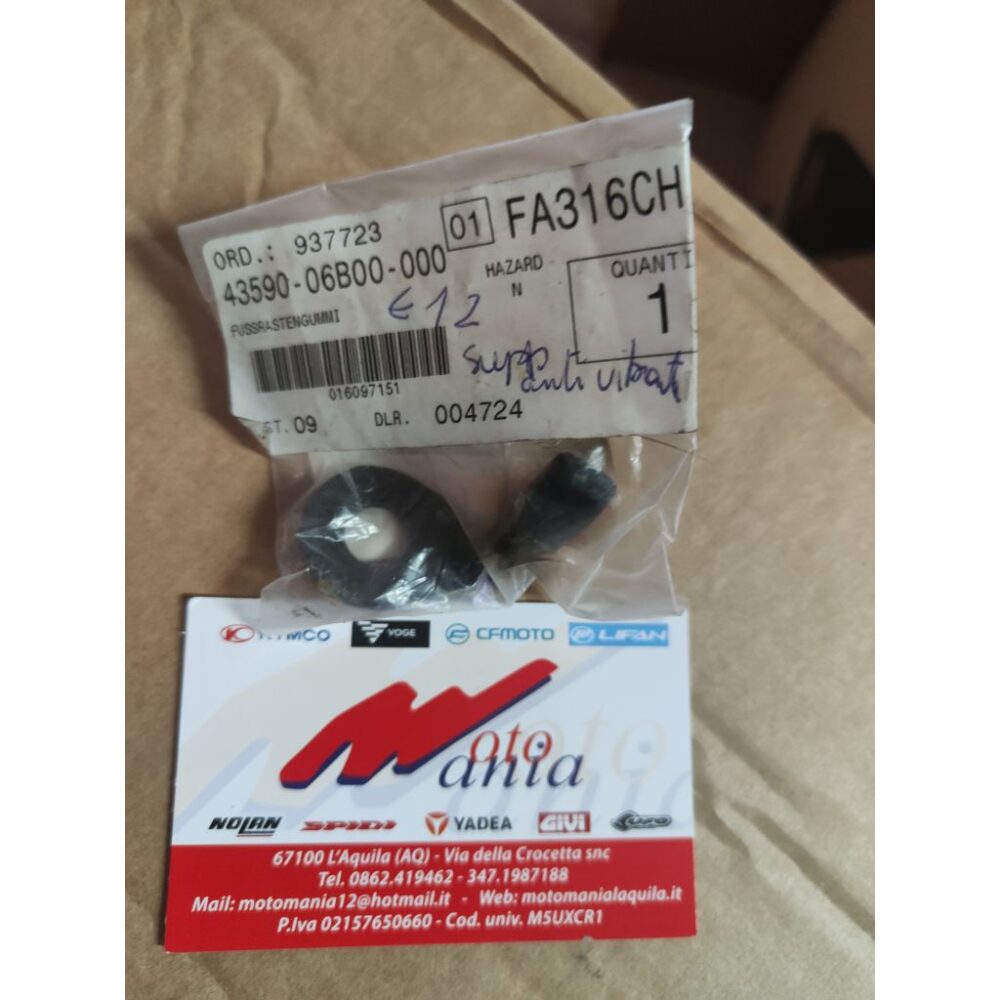 ORD.: 937723 01 FA316CH
43590-06B00-000 HAZARD QUANTI
FUSSRASTENGUMMI € 12 N 1
supp
anti vibrat
016097151
ST. 09 DLR. 004724
KYMCO VOGE CFMOTO LIFAN
Moto
Mania
NOLAN SPIDI YADEA GIVI UFO
67100 L'Aquila (AQ) - Via della Crocetta snc
Tel. 0862.419462 - 347.1987188
Mail: motomania12@hotmail.it - Web: motomanialaquila.it
P.Iva 02157650660 - Cod. univ. M5UXCR1